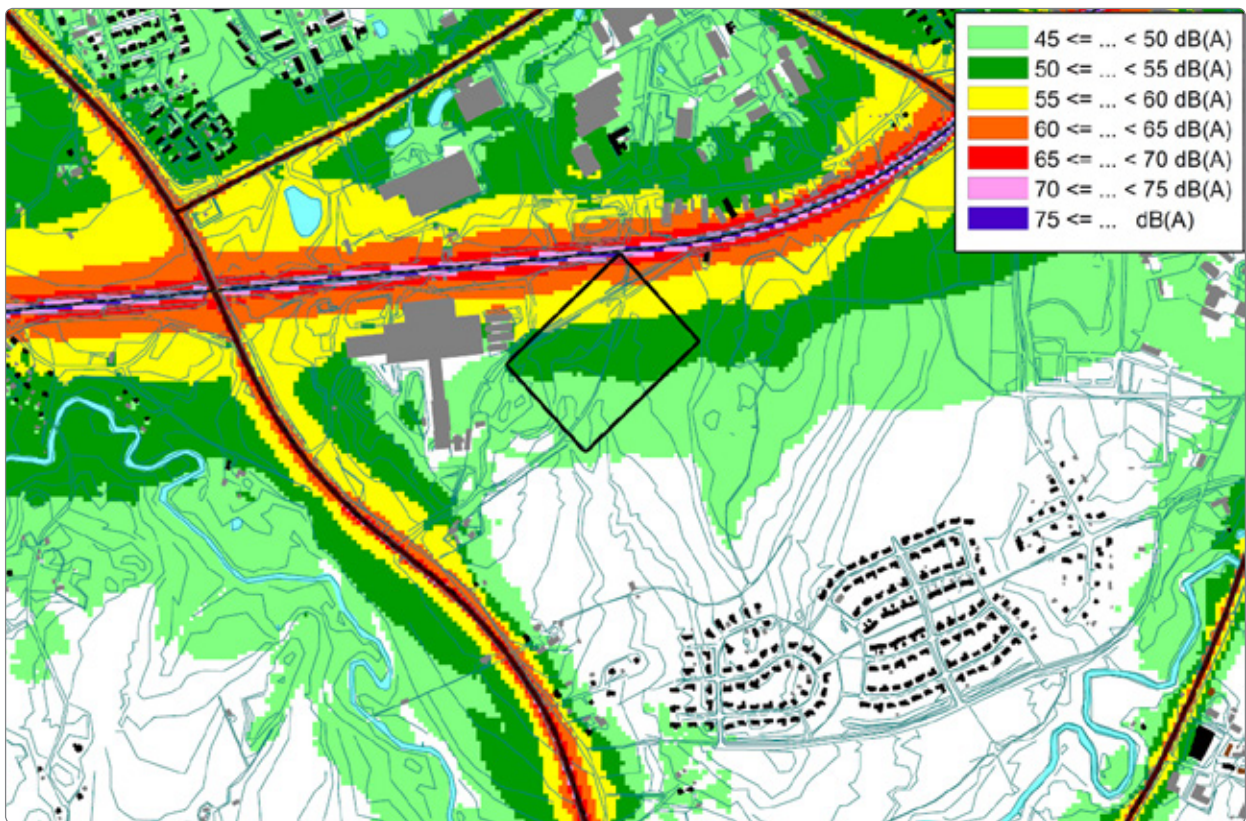 45 <= ... < 50 dB(A)
50 <= ... < 55 dB(A)
55 <= ... < 60 dB(A)
60 <= ... < 65 dB(A)
65 <= ... < 70 dB(A)
70 <= ... < 75 dB(A)
75 <= ... dB(A)